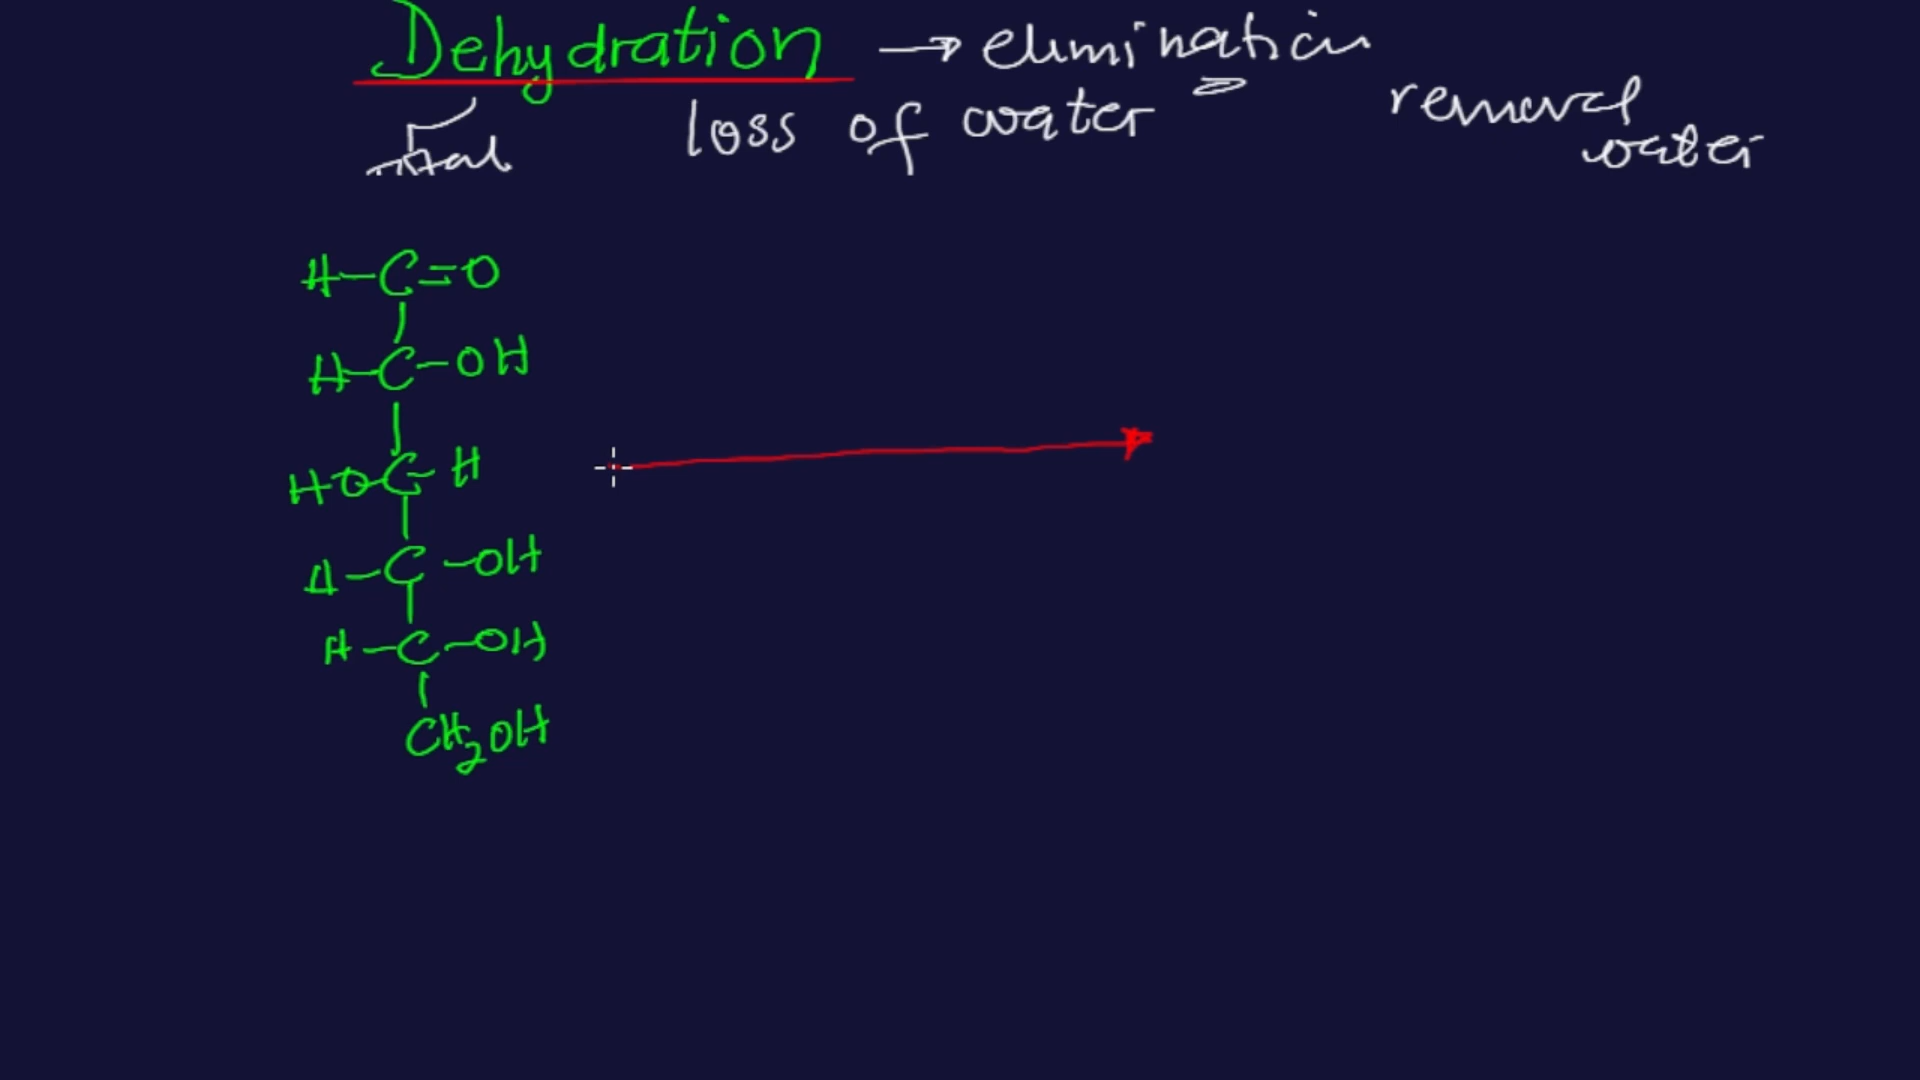 Dehydration → elimination
loss of water
removal
water
H-C=O
H-C-OH
HO-C-H
H-C-OH
H-C-OH
CH₂OH